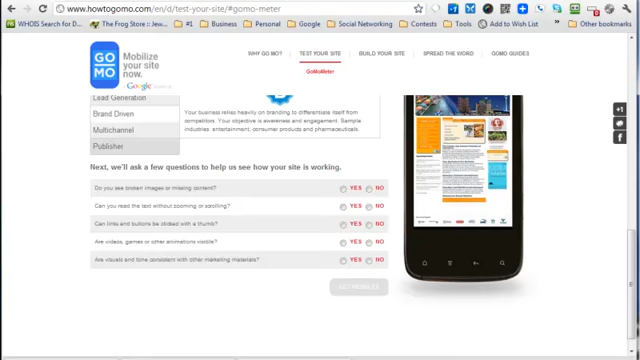 www.howtogomo.com/en/d/test-your-site/#gomo-meter
WHOIS Search for D...
The Frog Store :: Jew...
#1
Business
Personal
Google
Social Networking
Contests
Tools
Add to Wish List
Other bookmarks
GO
MO
Mobilize
your site
now.
Google
WHY GO MO?
TEST YOUR SITE
BUILD YOUR SITE
SPREAD THE WORD
GOMO GUIDES
GoMoMeter
+1
Lead Generation
Brand Driven
Multichannel
Publisher
Your business relies heavily on branding to differentiate itself from
competitors. Your objective is awareness and engagement. Sample
industries: entertainment, consumer products and pharmaceuticals.
Next, we'll ask a few questions to help us see how your site is working.
Do you see broken images or missing content? YES NO
Can you read the text without zooming or scrolling? YES NO
Can links and buttons be clicked with a thumb? YES NO
Are videos, games or other animations visible? YES NO
Are visuals and tone consistent with other marketing materials? YES NO
GET RESULTS